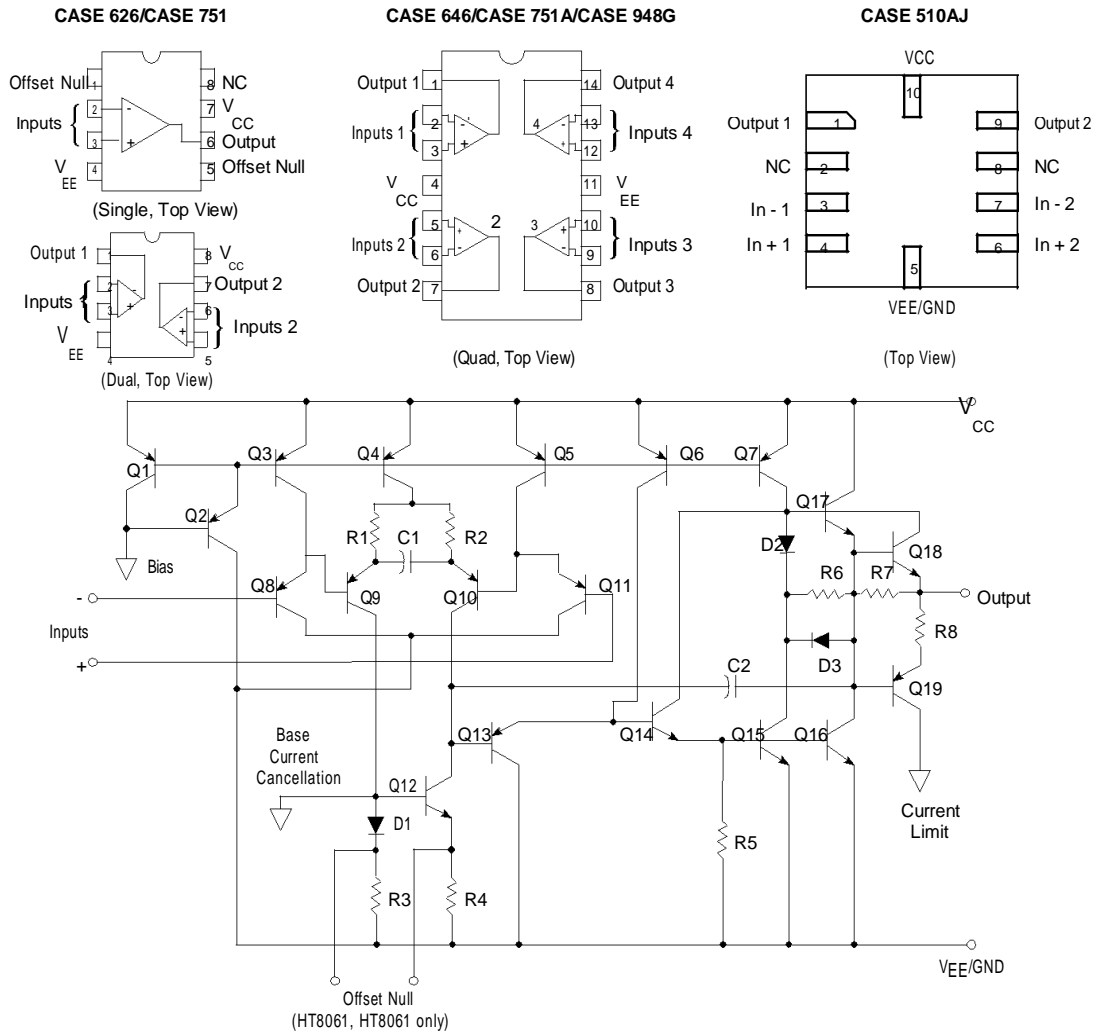 CASE 626/CASE 751
CASE 646/CASE 751A/CASE 948G
CASE 510AJ
Offset Null
1
8
NC
2
7
V
CC
Inputs
-
+
3
6
Output
V
EE
4
5
Offset Null
(Single, Top View)
Output 1
1
8
V
CC
2
7
Output 2
Inputs 1
-
+
3
6
-
+
Inputs 2
V
EE
4
5
(Dual, Top View)
Output 1
1
14
Output 4
Inputs 1
2
-
4
-
13
Inputs 4
3
+
+
12
V
CC
4
11
V
EE
Inputs 2
5
+
2
3
+
10
Inputs 3
6
-
-
9
Output 2
7
8
Output 3
(Quad, Top View)
VCC
10
Output 1
1
9
Output 2
NC
2
8
NC
In - 1
3
7
In - 2
In + 1
4
6
In + 2
5
VEE/GND
(Top View)
V
CC
Q1
Q3
Q4
Q5
Q6
Q7
Q2
Q17
R1
C1
R2
D2
Q18
Bias
R6
R7
Q8
Q9
Q10
Q11
Output
-
Inputs
+
D3
R8
C2
Q19
Base
Current
Cancellation
Q13
Q14
Q15
Q16
Q12
D1
Current
Limit
R5
R3
R4
VEE/GND
Offset Null
(HT8061, HT8061 only)